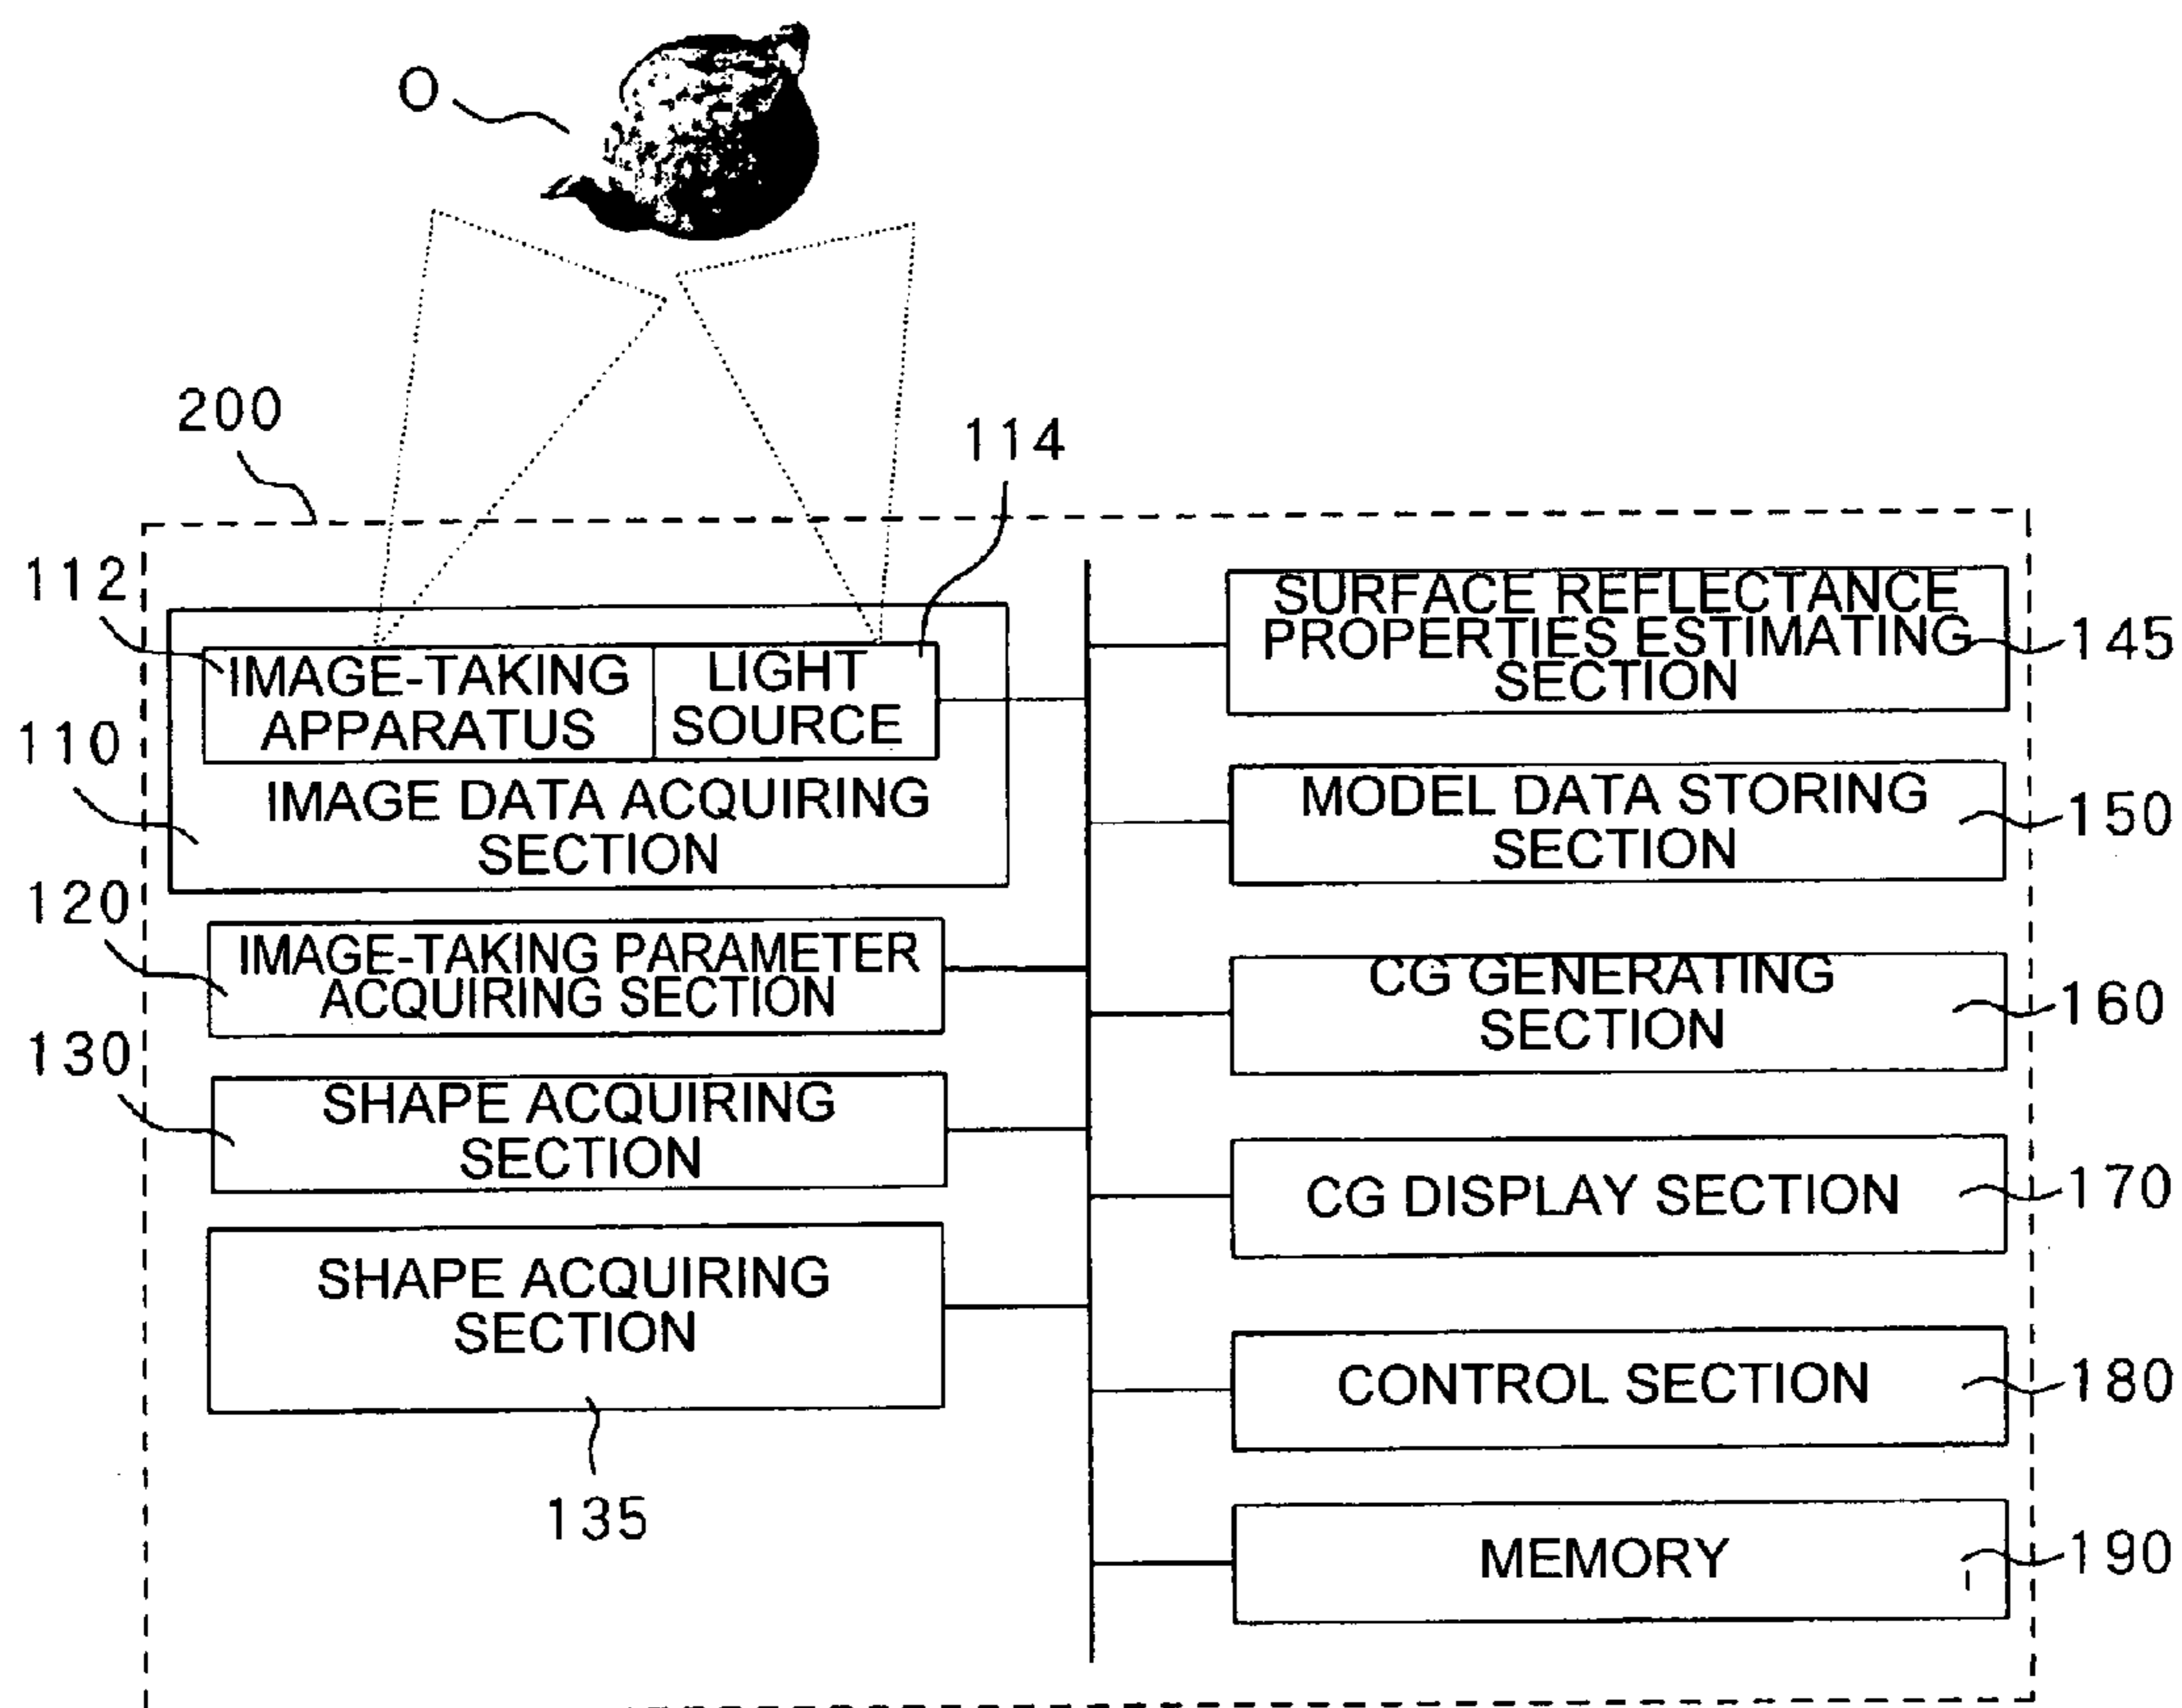 O
200
114
112
IMAGE-TAKING
APPARATUS
LIGHT
SOURCE
110
IMAGE DATA ACQUIRING
SECTION
120
IMAGE-TAKING PARAMETER
ACQUIRING SECTION
130
SHAPE ACQUIRING
SECTION
SHAPE ACQUIRING
SECTION
135
SURFACE REFLECTANCE
PROPERTIES ESTIMATING
SECTION
145
MODEL DATA STORING
SECTION
150
CG GENERATING
SECTION
160
CG DISPLAY SECTION
170
CONTROL SECTION
180
MEMORY
190